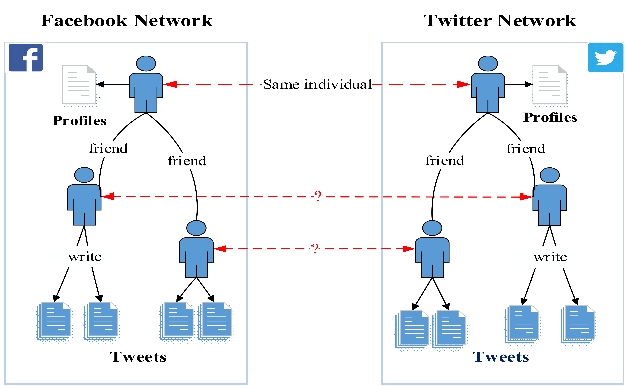 Facebook Network
Twitter Network
f
Same individual
Profiles
Profiles
friend
friend
friend
friend
?
?
write
write
Tweets
Tweets